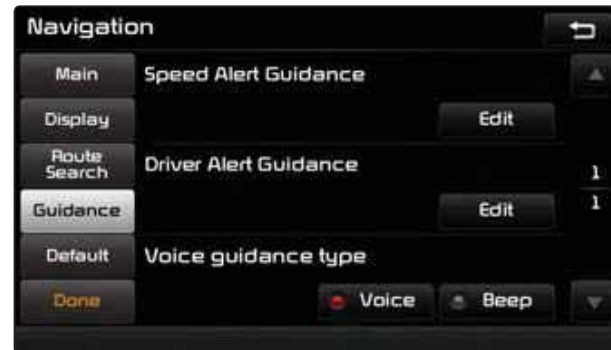 Navigation
Main
Speed Alert Guidance
Display
Edit
Route
Search
Driver Alert Guidance
1
Guidance
Edit
1
Default
Voice guidance type
Done
Voice
Beep